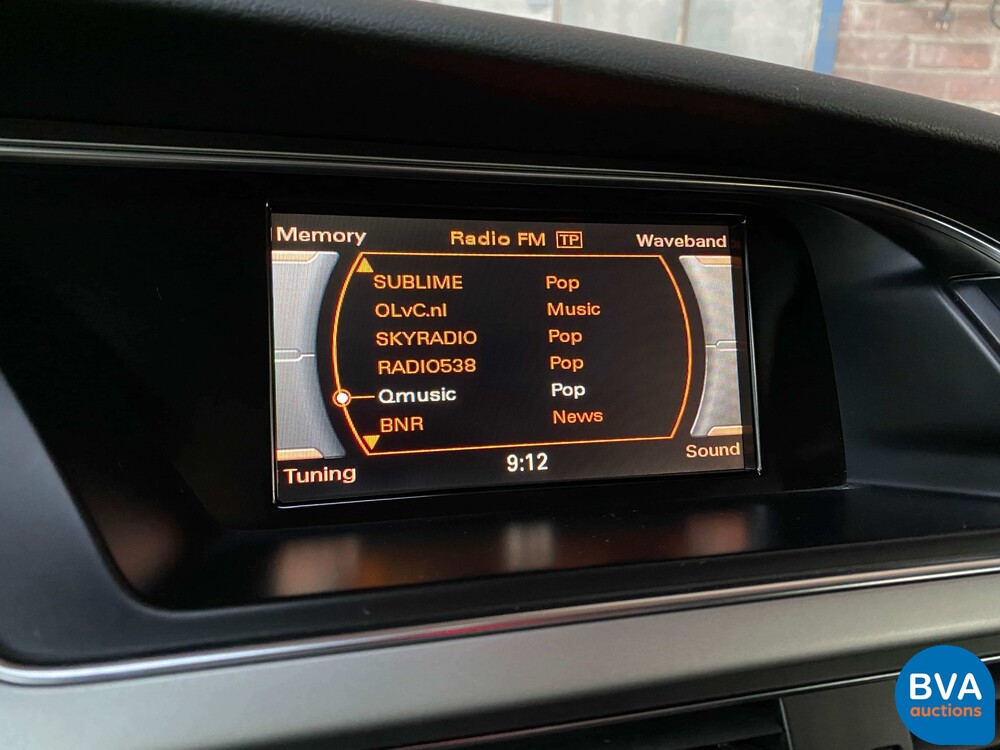 Memory Radio FM TP Waveband
SUBLIME Pop
OLvC.nl Music
SKYRADIO Pop
RADIO538 Pop
Qmusic Pop
BNR News
Tuning 9:12 Sound
BVA
auctions